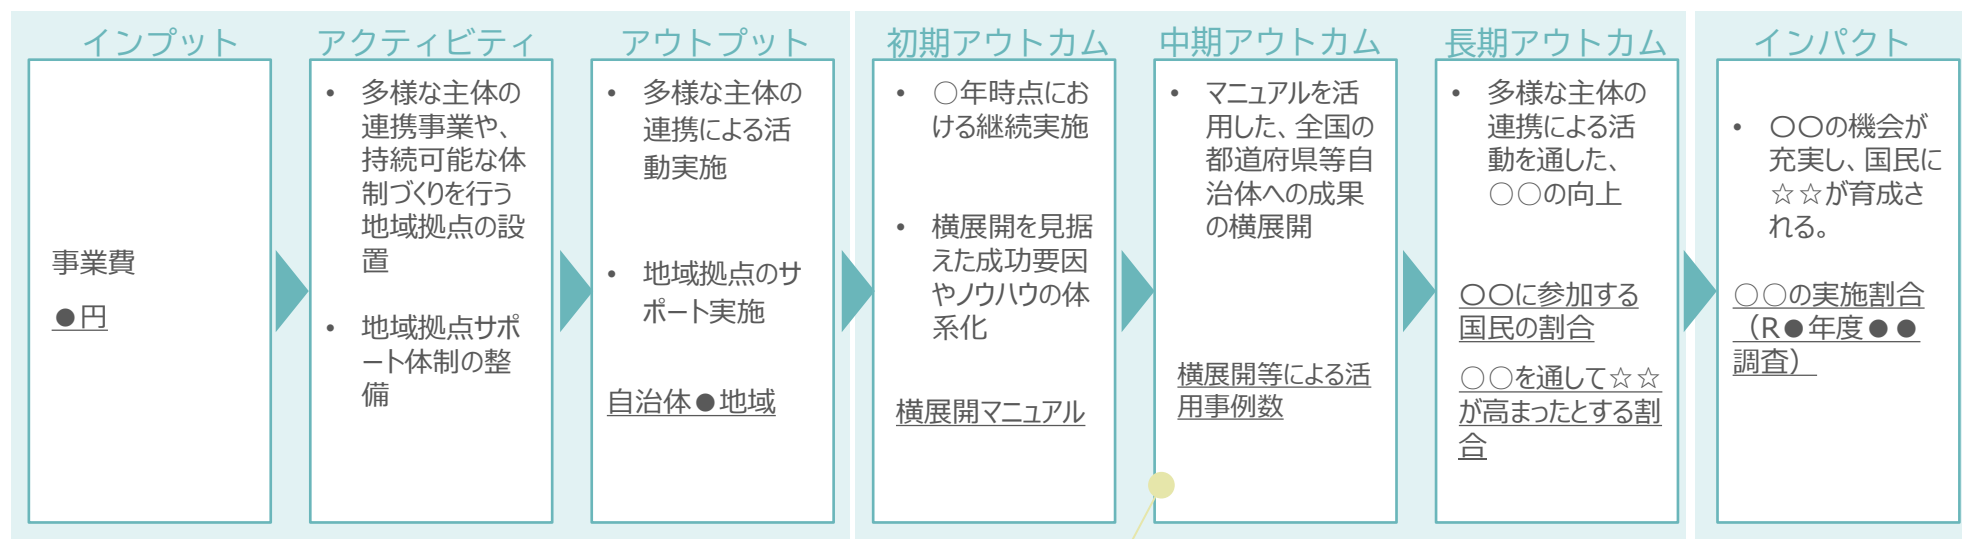 インプット
事業費
●円
アクティビティ
• 多様な主体の
連携事業や、
持続可能な体
制づくりを行う
地域拠点の設
置
• 地域拠点サポ
ート体制の整
備
アウトプット
• 多様な主体の
連携による活
動実施
• 地域拠点のサ
ポート実施
自治体●地域
初期アウトカム
• ○年時点にお
ける継続実施
• 横展開を見据
えた成功要因
やノウハウの体
系化
横展開マニュアル
中期アウトカム
• マニュアルを活
用した、全国の
都道府県等自
治体への成果
の横展開
横展開等による活
用事例数
長期アウトカム
• 多様な主体の
連携による活
動を通した、
○○の向上
〇〇に参加する
国民の割合
○○を通して☆☆
が高まったとする割
合
インパクト
• 〇〇の機会が
充実し、国民に
☆☆が育成さ
れる。
○○の実施割合
（R●年度●●
調査）